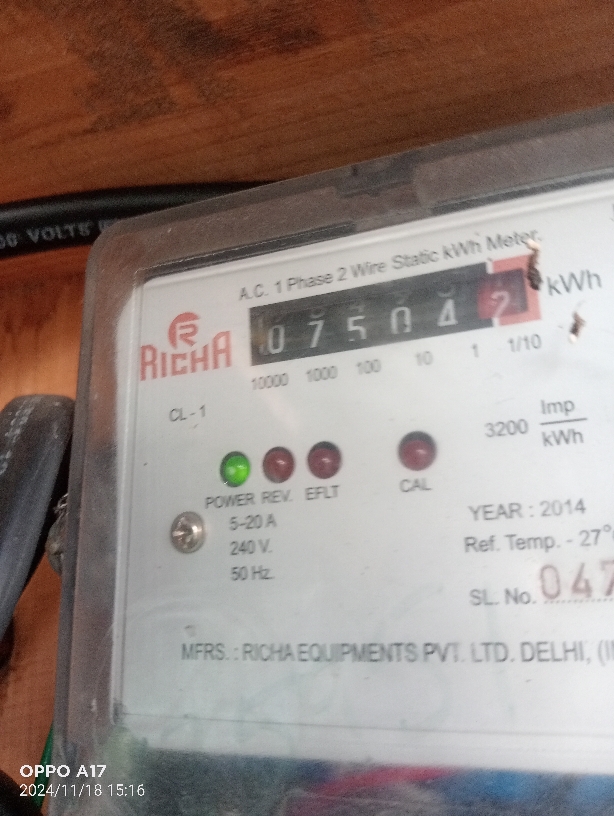 VOLTS
A.C. 1 Phase 2 Wire Static kWh Meter
0 7 5 0 4 2 kWh
RICHA
10000 1000 100 10 1 1/10
CL-1
3200 Imp
kWh
POWER REV. EFLT CAL
5-20 A
240 V.
50 Hz.
YEAR : 2014
Ref. Temp. - 27°
SL. No. 047
MFRS. : RICHA EQUIPMENTS PVT. LTD. DELHI,
OPPO A17
2024/11/18 15:16